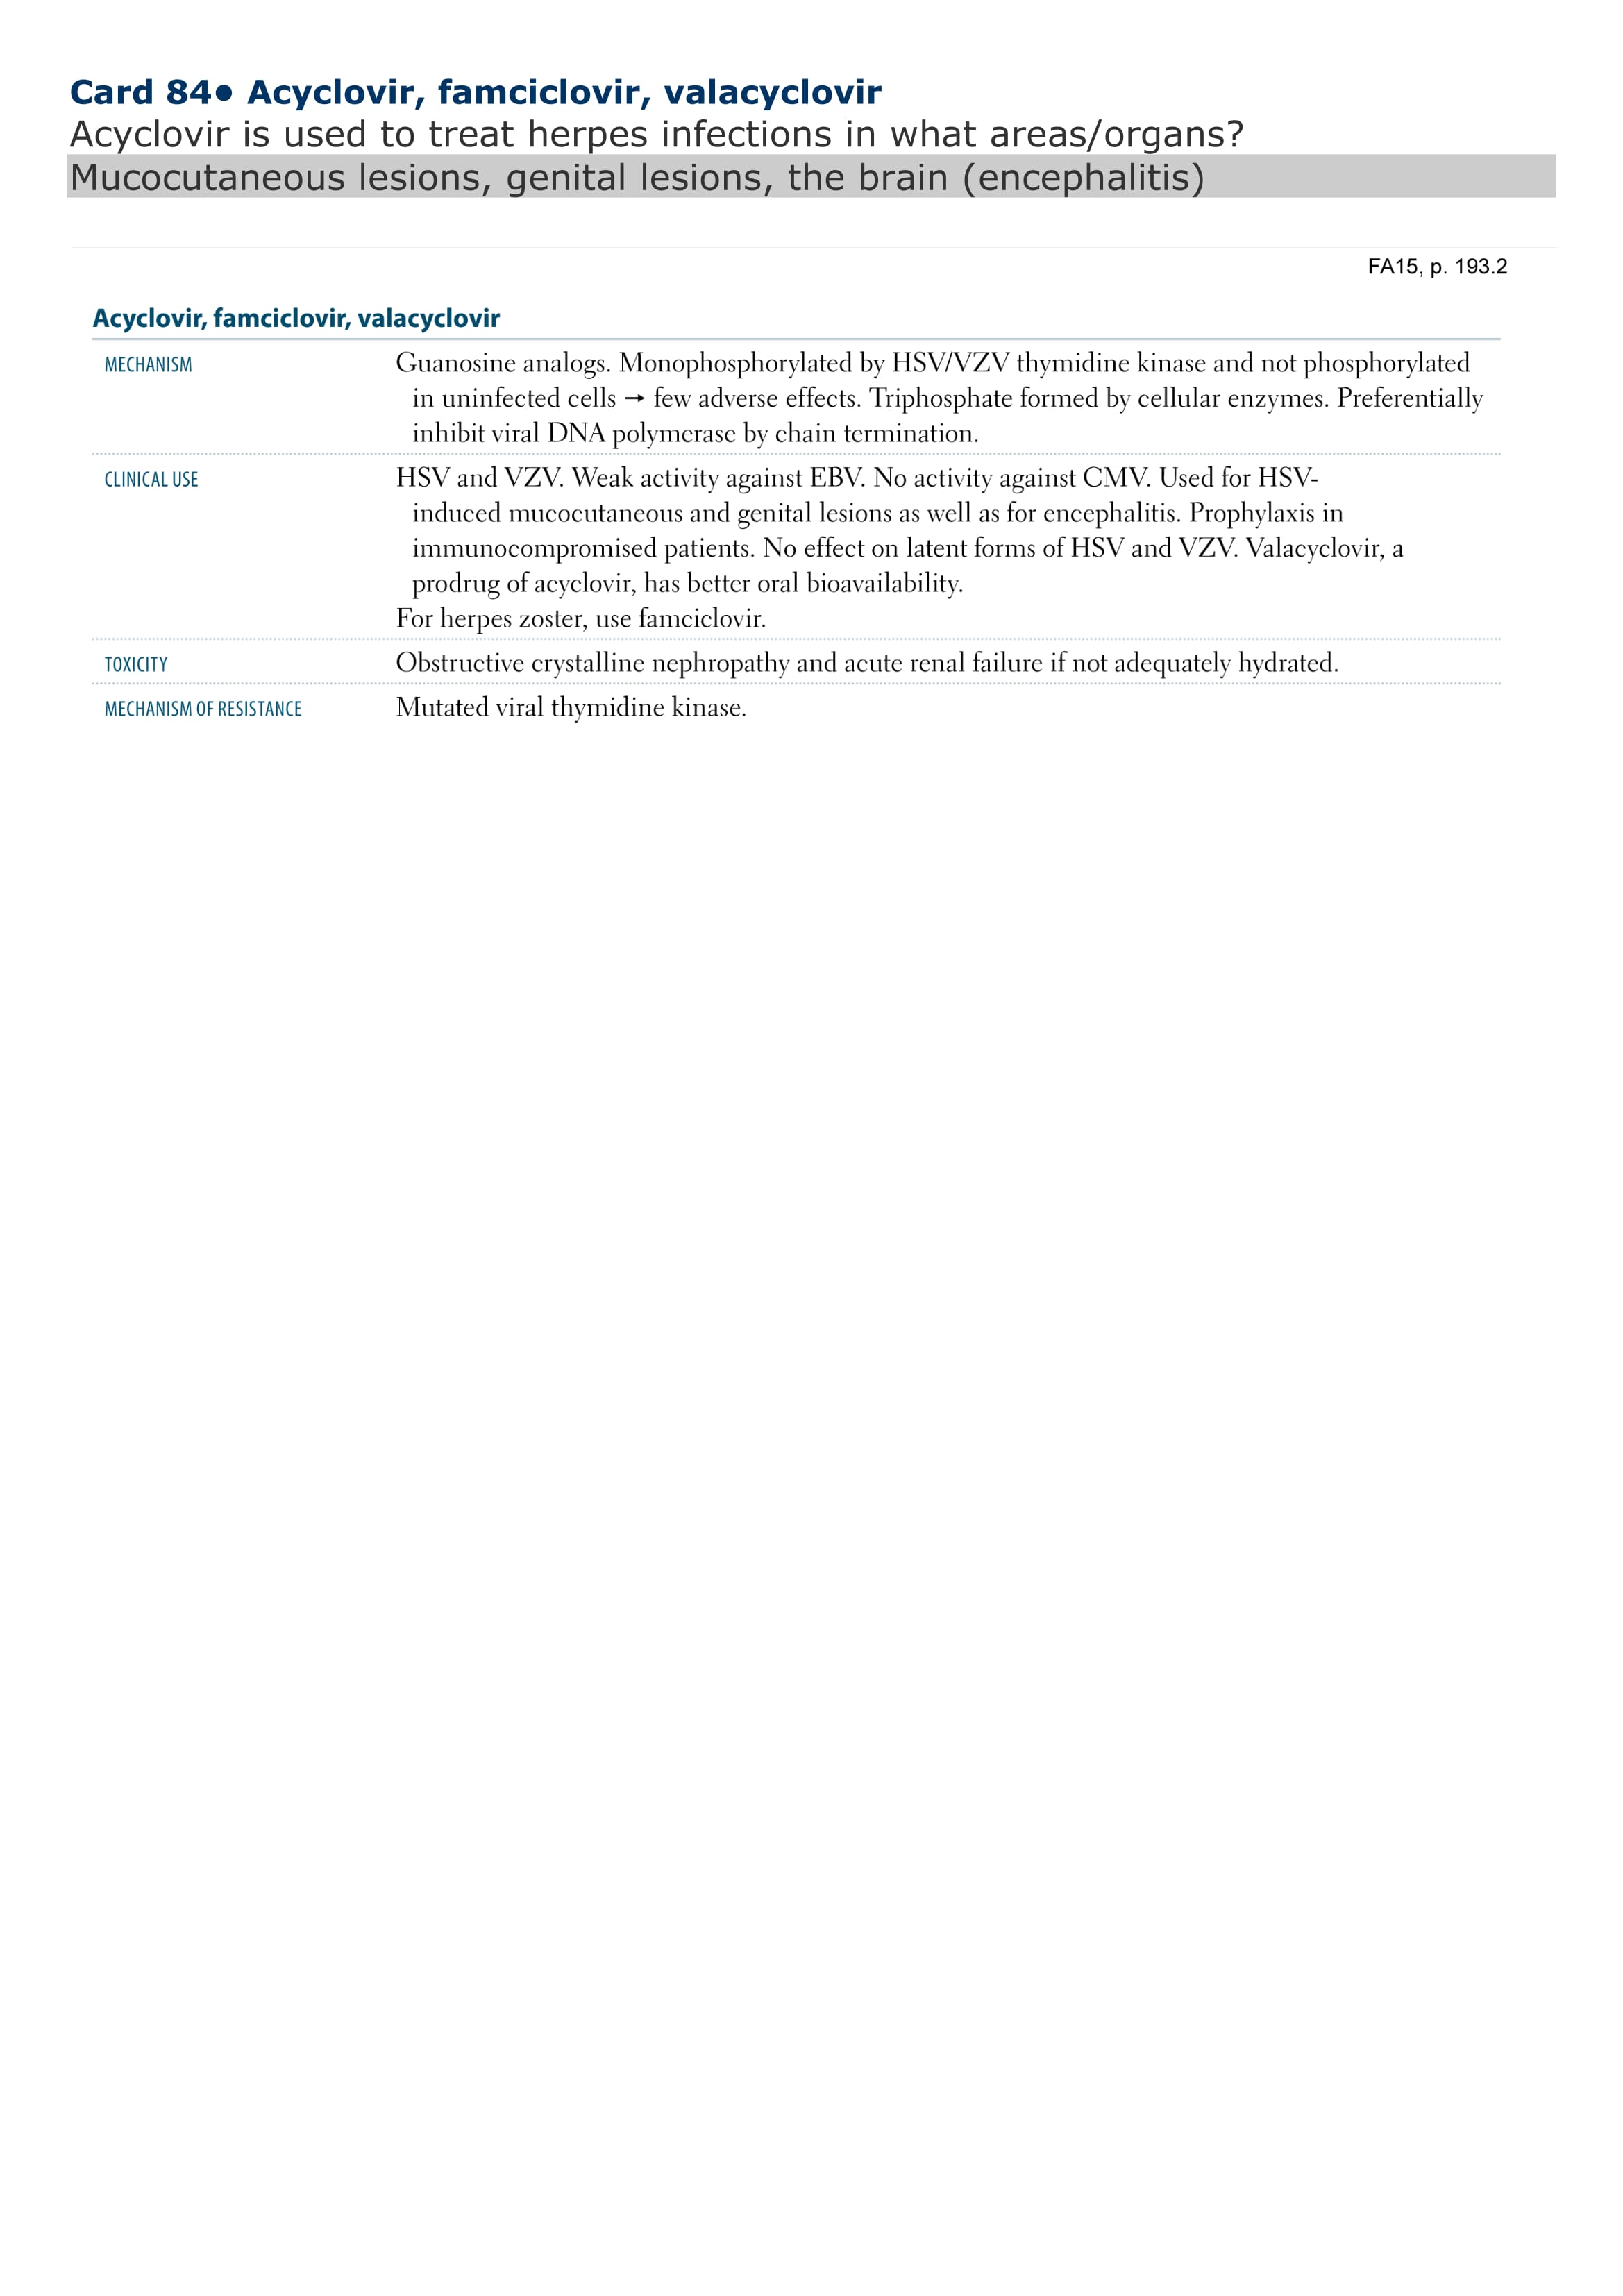 Card 84● Acyclovir, famciclovir, valacyclovir
Acyclovir is used to treat herpes infections in what areas/organs?
Mucocutaneous lesions, genital lesions, the brain (encephalitis)
FA15, p. 193.2
Acyclovir, famciclovir, valacyclovir
MECHANISM Guanosine analogs. Monophosphorylated by HSV/VZV thymidine kinase and not phosphorylated
in uninfected cells → few adverse effects. Triphosphate formed by cellular enzymes. Preferentially
inhibit viral DNA polymerase by chain termination.
CLINICAL USE HSV and VZV. Weak activity against EBV. No activity against CMV. Used for HSV-
induced mucocutaneous and genital lesions as well as for encephalitis. Prophylaxis in
immunocompromised patients. No effect on latent forms of HSV and VZV. Valacyclovir, a
prodrug of acyclovir, has better oral bioavailability.
For herpes zoster, use famciclovir.
TOXICITY Obstructive crystalline nephropathy and acute renal failure if not adequately hydrated.
MECHANISM OF RESISTANCE Mutated viral thymidine kinase.